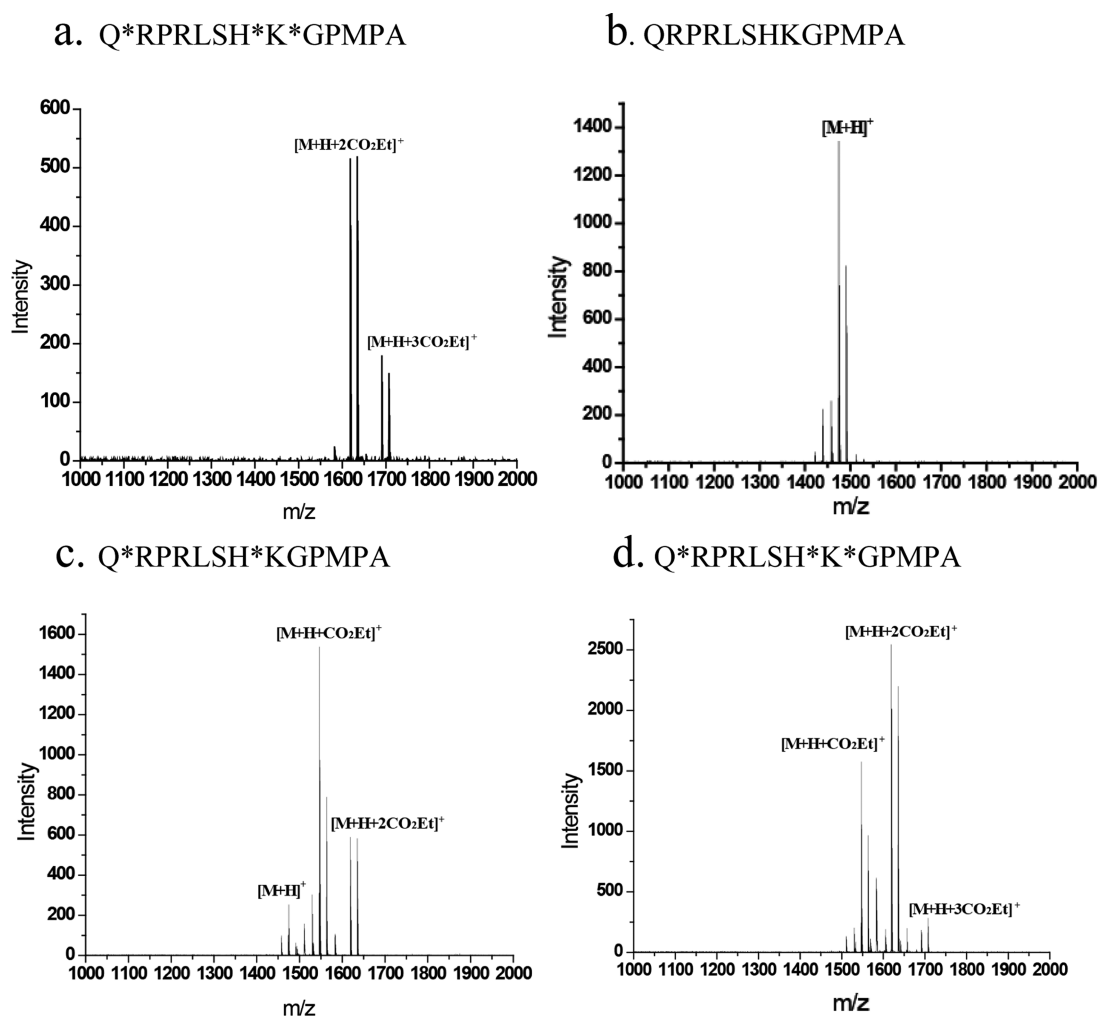 a. Q*RPRLSH*K*GPMPA
600
500
400
300
200
100
0
Intensity
[M+H+2CO₂Et]⁺
[M+H+3CO₂Et]⁺
1000 1100 1200 1300 1400 1500 1600 1700 1800 1900 2000
m/z
b. QRPRLSHKGPMPA
1400
1200
1000
800
600
400
200
0
Intensity
[M+H]⁺
1000 1100 1200 1300 1400 1500 1600 1700 1800 1900 2000
m/z
c. Q*RPRLSH*KGPMPA
1600
1400
1200
1000
800
600
400
200
0
Intensity
[M+H+CO₂Et]⁺
[M+H+2CO₂Et]⁺
[M+H]⁺
1000 1100 1200 1300 1400 1500 1600 1700 1800 1900 2000
m/z
d. Q*RPRLSH*K*GPMPA
2500
2000
1500
1000
500
0
Intensity
[M+H+2CO₂Et]⁺
[M+H+CO₂Et]⁺
[M+H+3CO₂Et]⁺
1000 1100 1200 1300 1400 1500 1600 1700 1800 1900 2000
m/z